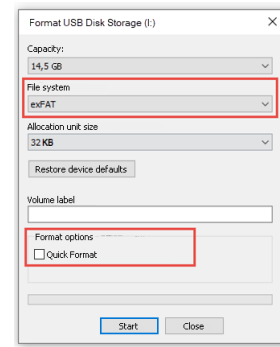 Format USB Disk Storage (I:)
Capacity:
14,5 GB
File system
exFAT
Allocation unit size
32 KB
Restore device defaults
Volume label
Format options
Quick Format
Start
Close